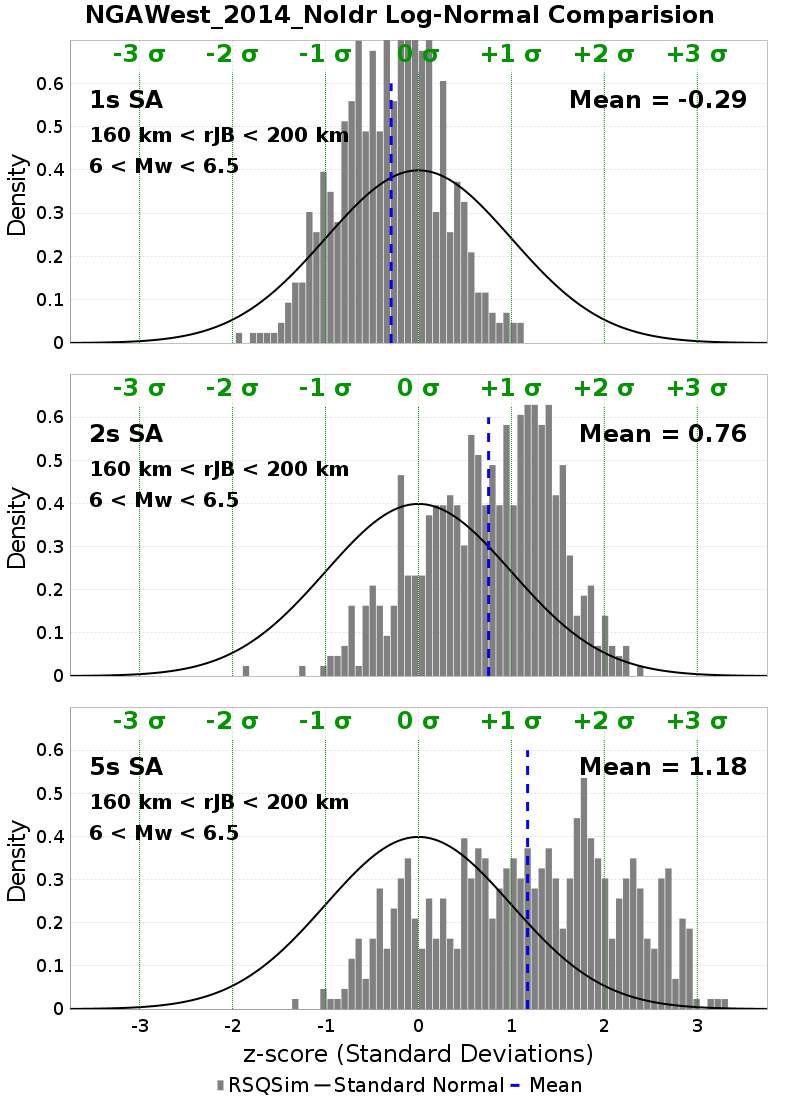 NGAWest_2014_NoIdr Log-Normal Comparision
-3 σ -2 σ -1 σ 0 σ +1 σ +2 σ +3 σ
1s SA
Mean = -0.29
160 km < rJB < 200 km
6 < Mw < 6.5
Density
0.6
0.5
0.4
0.3
0.2
0.1
0
-3 σ -2 σ -1 σ 0 σ +1 σ +2 σ +3 σ
2s SA
Mean = 0.76
160 km < rJB < 200 km
6 < Mw < 6.5
Density
0.6
0.5
0.4
0.3
0.2
0.1
0
-3 σ -2 σ -1 σ 0 σ +1 σ +2 σ +3 σ
5s SA
Mean = 1.18
160 km < rJB < 200 km
6 < Mw < 6.5
Density
0.6
0.5
0.4
0.3
0.2
0.1
0
-3 -2 -1 0 1 2 3
z-score (Standard Deviations)
RSQSim Standard Normal Mean